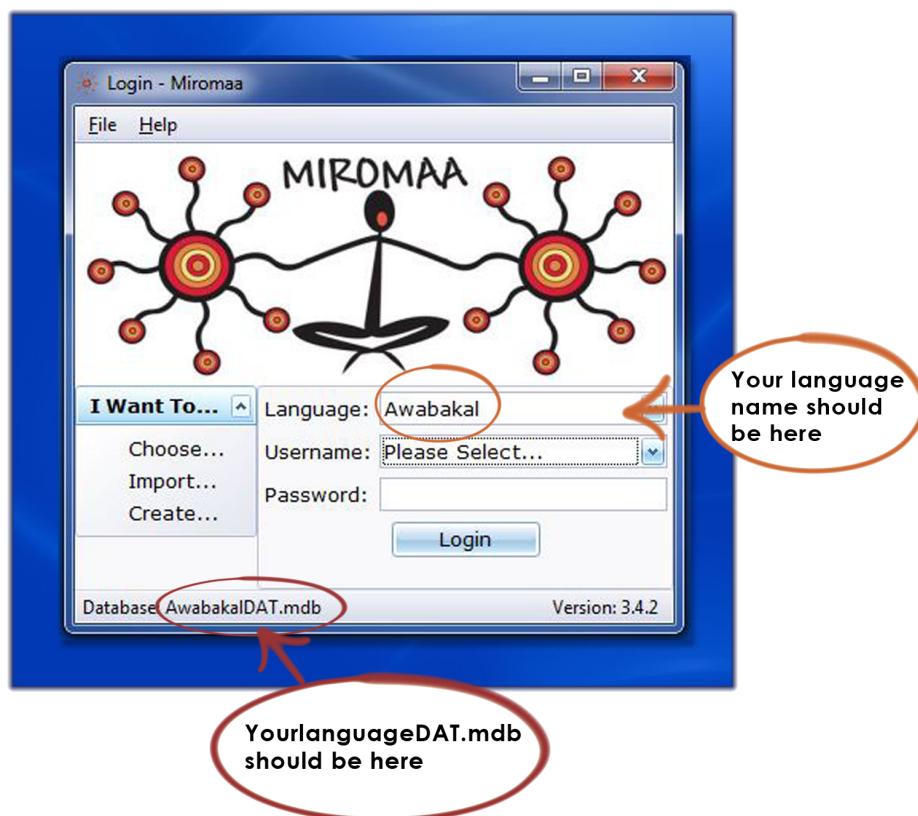 Login - Miromaa
File Help
MIROMAA
I Want To...
Choose...
Import...
Create...
Language: Awabakal
Username: Please Select...
Password:
Login
Database: AwabakalDAT.mdb
Version: 3.4.2
Your language
name should
be here
YourlanguageDAT.mdb
should be here